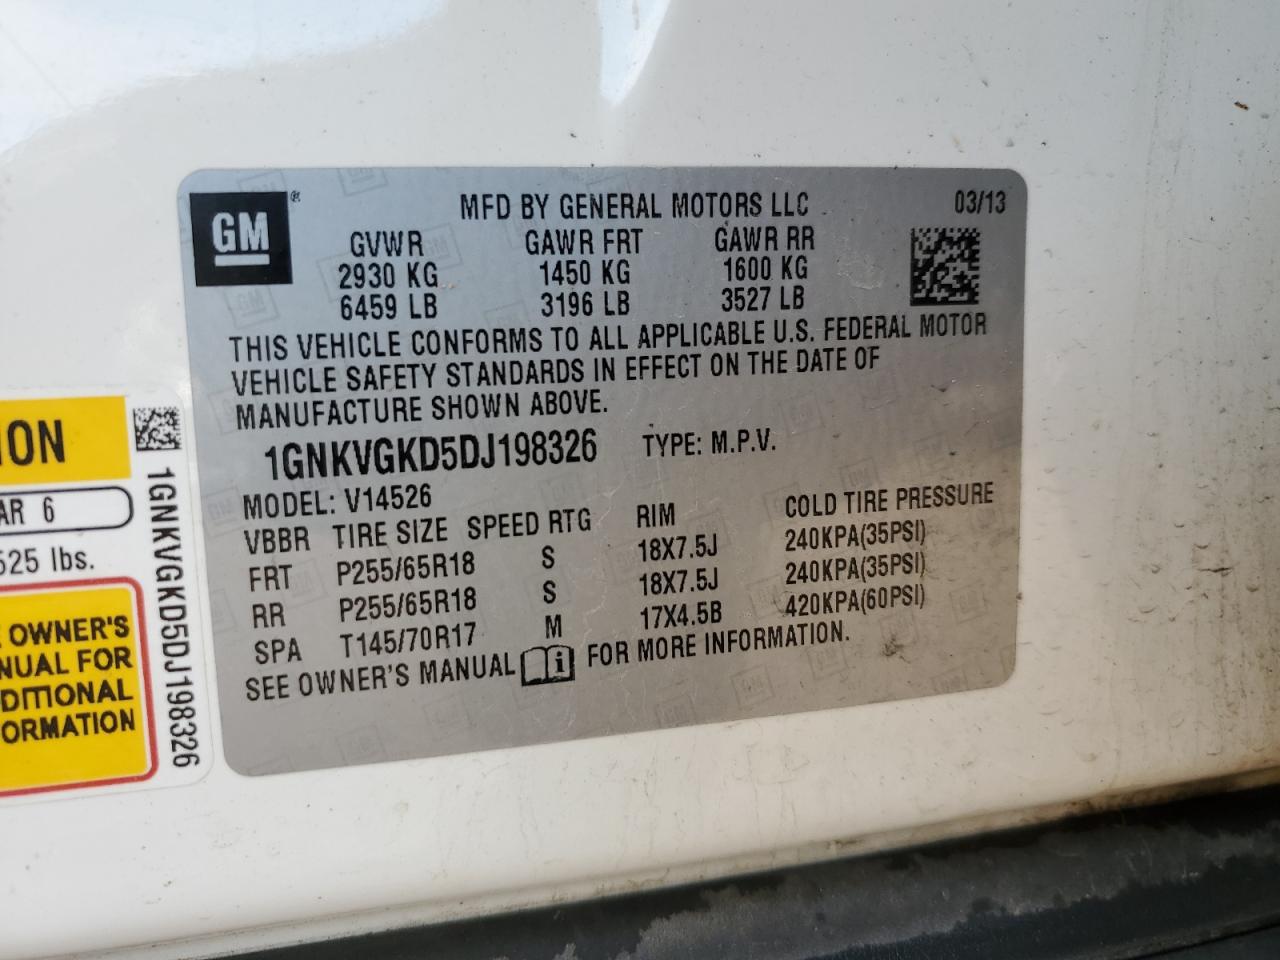 GM®
MFD BY GENERAL MOTORS LLC 03/13
GVWR GAWR FRT GAWR RR
2930 KG 1450 KG 1600 KG
6459 LB 3196 LB 3527 LB
THIS VEHICLE CONFORMS TO ALL APPLICABLE U.S. FEDERAL MOTOR
VEHICLE SAFETY STANDARDS IN EFFECT ON THE DATE OF
MANUFACTURE SHOWN ABOVE.
1GNKVGKD5DJ198326 TYPE: M.P.V.
MODEL: V14526
VBBR TIRE SIZE SPEED RTG RIM COLD TIRE PRESSURE
FRT P255/65R18 S 18X7.5J 240KPA(35PSI)
RR P255/65R18 S 18X7.5J 240KPA(35PSI)
SPA T145/70R17 M 17X4.5B 420KPA(60PSI)
SEE OWNER'S MANUAL i FOR MORE INFORMATION.
ION
AR 6
525 lbs.
E OWNER'S
NUAL FOR
DITIONAL
ORMATION
1GNKVGKD5DJ198326